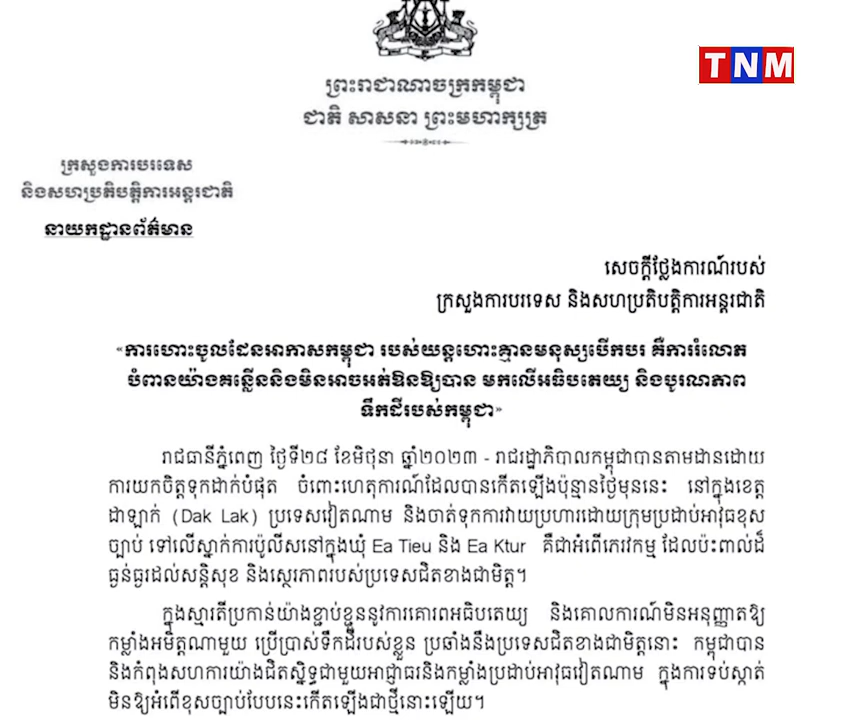 TNM
ព្រះរាជាណាចក្រកម្ពុជា
ជាតិ សាសនា ព្រះមហាក្សត្រ
ក្រសួងការបរទេស
និងសហប្រតិបត្តិការអន្តរជាតិ
នាយកដ្ឋានព័ត៌មាន
សេចក្តីថ្លែងការណ៍របស់
ក្រសួងការបរទេស និងសហប្រតិបត្តិការអន្តរជាតិ
«ការហោះចូលដែនអាកាសកម្ពុជា របស់យន្តហោះគ្មានមនុស្សបើកបរ គឺការរំលោភ
បំពានយ៉ាងគឃ្លើននិងមិនអាចអត់ឱនឱ្យបាន មកលើអធិបតេយ្យ និងបូរណភាព
ទឹកដីរបស់កម្ពុជា»
រាជធានីភ្នំពេញ ថ្ងៃទី២៨ ខែមិថុនា ឆ្នាំ២០២៣ - រាជរដ្ឋាភិបាលកម្ពុជាបានតាមដានដោយ
ការយកចិត្តទុកដាក់បំផុត ចំពោះហេតុការណ៍ដែលបានកើតឡើងប៉ុន្មានថ្ងៃមុននេះ នៅក្នុងខេត្ត
ដាឡាក់ (Dak Lak) ប្រទេសវៀតណាម និងចាត់ទុកការវាយប្រហារដោយក្រុមប្រដាប់អាវុធខុស
ច្បាប់ ទៅលើស្នាក់ការប៉ូលីសនៅក្នុងឃុំ Ea Tieu និង Ea Ktur គឺជាអំពើភេរវកម្ម ដែលប៉ះពាល់ដ៏
ធ្ងន់ធ្ងរដល់សន្តិសុខ និងស្ថេរភាពរបស់ប្រទេសជិតខាងជាមិត្ត។
ក្នុងស្មារតីប្រកាន់យ៉ាងខ្ជាប់ខ្ជួននូវការគោរពអធិបតេយ្យ និងគោលការណ៍មិនអនុញ្ញាតឱ្យ
កម្លាំងអមិត្តណាមួយ ប្រើប្រាស់ទឹកដីរបស់ខ្លួន ប្រឆាំងនឹងប្រទេសជិតខាងជាមិត្តនោះ កម្ពុជាបាន
និងកំពុងសហការយ៉ាងជិតស្និទ្ធជាមួយអាជ្ញាធរនិងកម្លាំងប្រដាប់អាវុធវៀតណាម ក្នុងការទប់ស្កាត់
មិនឱ្យអំពើខុសច្បាប់បែបនេះកើតឡើងជាថ្មីនោះឡើយ។